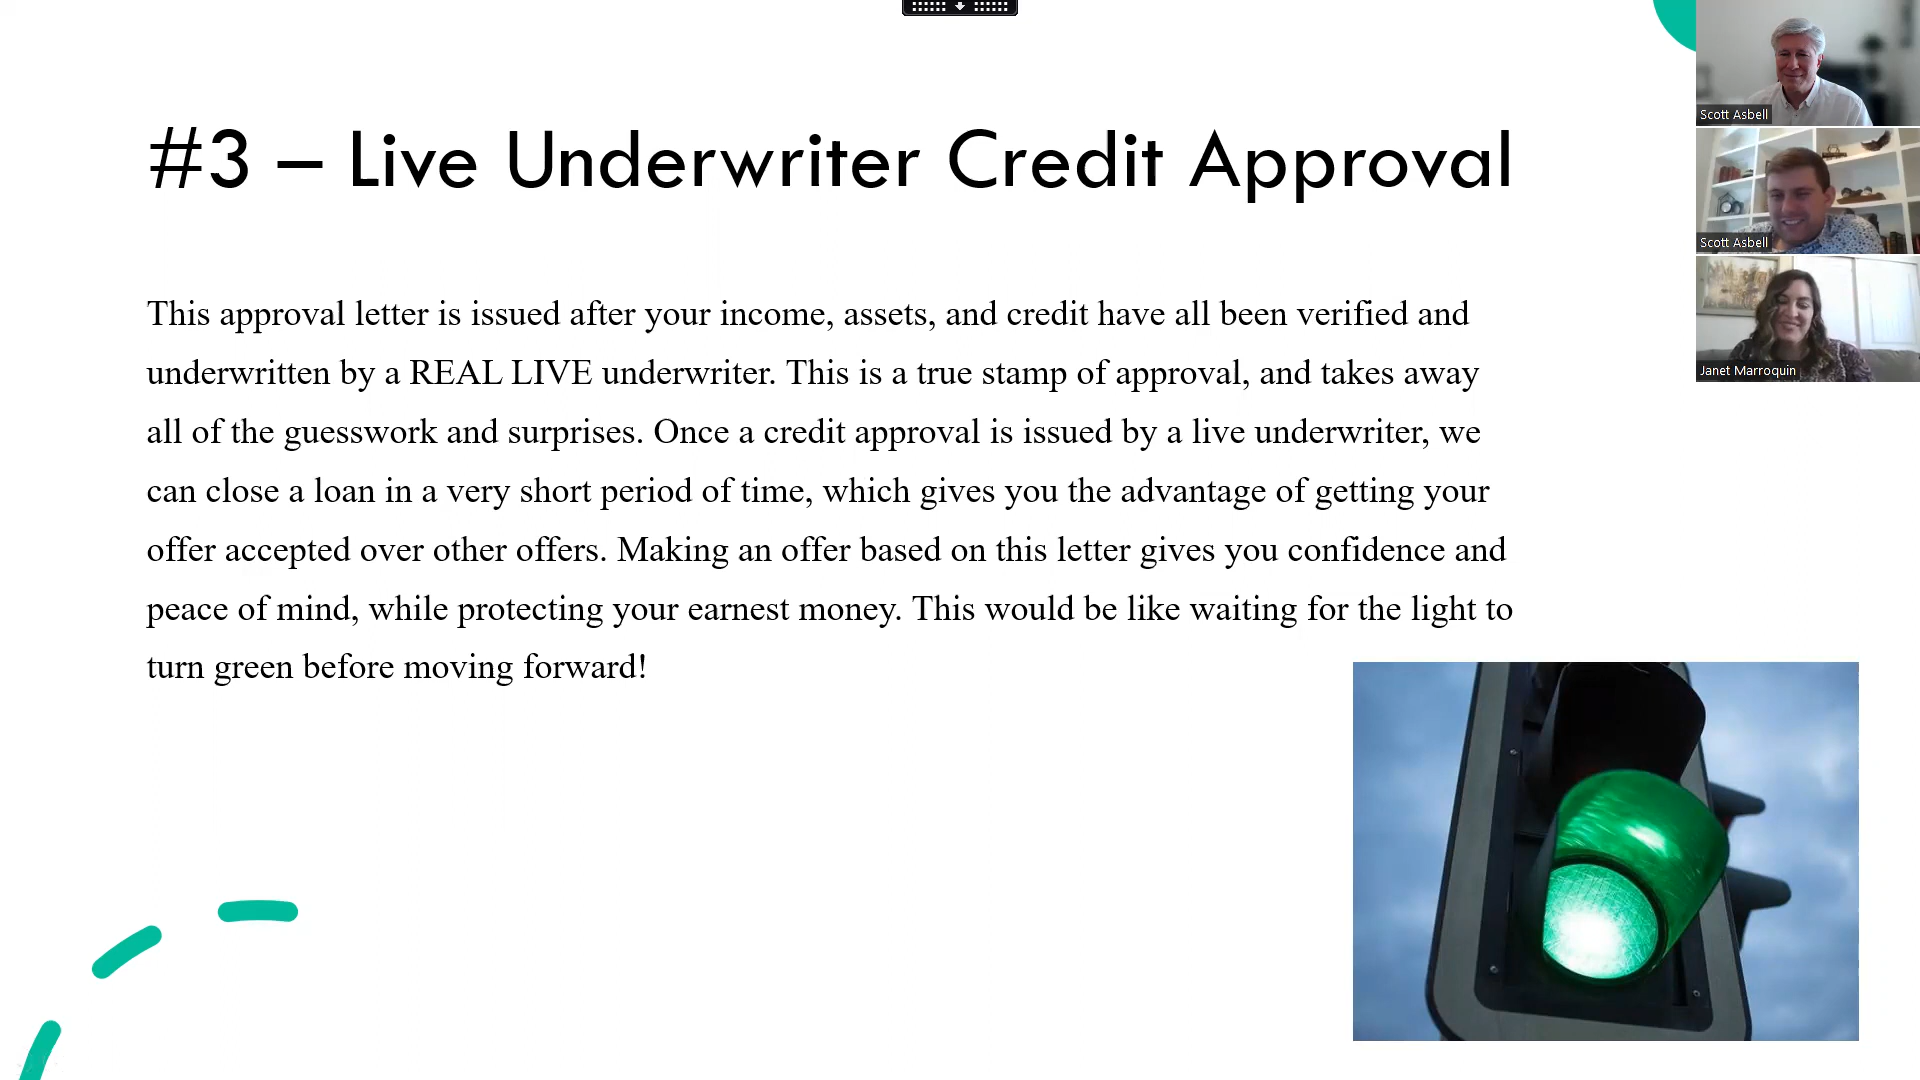 #3 – Live Underwriter Credit Approval
This approval letter is issued after your income, assets, and credit have all been verified and
underwritten by a REAL LIVE underwriter. This is a true stamp of approval, and takes away
all of the guesswork and surprises. Once a credit approval is issued by a live underwriter, we
can close a loan in a very short period of time, which gives you the advantage of getting your
offer accepted over other offers. Making an offer based on this letter gives you confidence and
peace of mind, while protecting your earnest money. This would be like waiting for the light to
turn green before moving forward!
Scott Asbell
Scott Asbell
Janet Marroquin